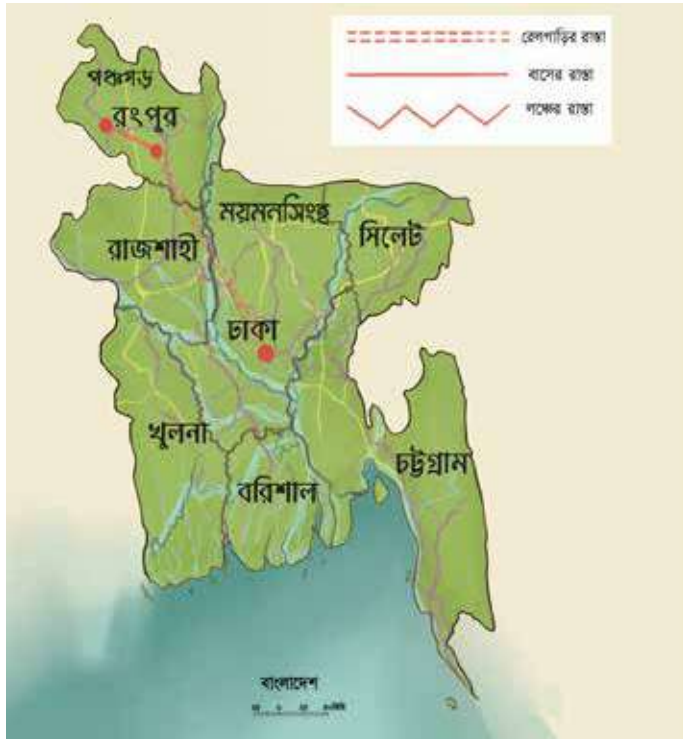 রেলগাড়ির রাস্তা
বাসের রাস্তা
লঞ্চের রাস্তা
পঞ্চগড়
রংপুর
ময়মনসিংহ
সিলেট
রাজশাহী
ঢাকা
খুলনা
চট্টগ্রাম
বরিশাল
বাংলাদেশ